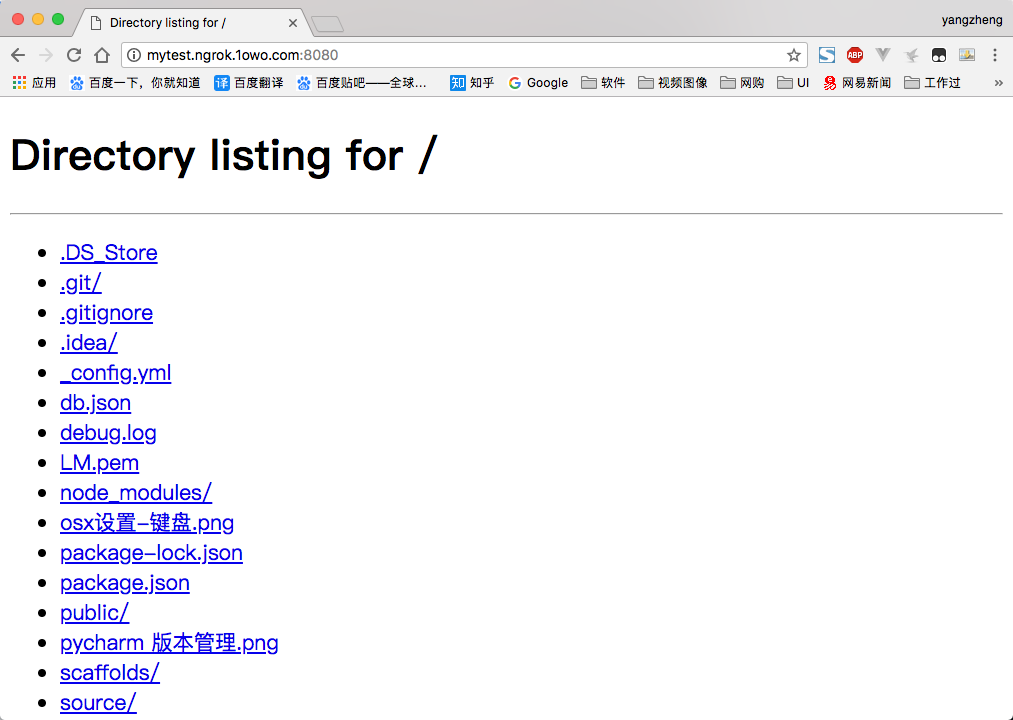 Directory listing for /
yangzheng
mytest.ngrok.1owo.com:8080
ABP
应用 百度一下，你就知道 译 百度翻译 百度贴吧——全球... 知 知乎 G Google 软件 视频图像 网购 UI 易 网易新闻 工作过 »
Directory listing for /
.DS_Store
.git/
.gitignore
.idea/
_config.yml
db.json
debug.log
LM.pem
node_modules/
osx设置-键盘.png
package-lock.json
package.json
public/
pycharm 版本管理.png
scaffolds/
source/